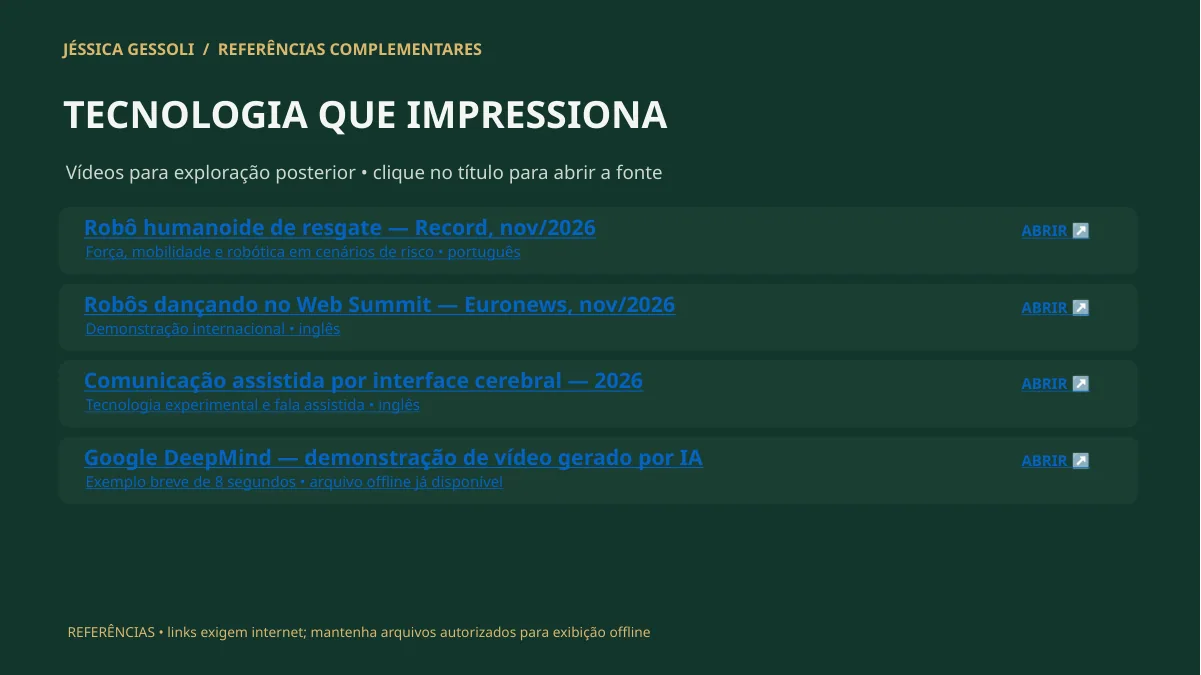 JÉSSICA GESSOLI / REFERÊNCIAS COMPLEMENTARES
TECNOLOGIA QUE IMPRESSIONA
Vídeos para exploração posterior • clique no título para abrir a fonte
Robô humanoide de resgate — Record, nov/2026
ABRIR ↗
Força, mobilidade e robótica em cenários de risco • português
Robôs dançando no Web Summit — Euronews, nov/2026
ABRIR ↗
Demonstração internacional • inglês
Comunicação assistida por interface cerebral — 2026
ABRIR ↗
Tecnologia experimental e fala assistida • inglês
Google DeepMind — demonstração de vídeo gerado por IA
ABRIR ↗
Exemplo breve de 8 segundos • arquivo offline já disponível
REFERÊNCIAS • links exigem internet; mantenha arquivos autorizados para exibição offline